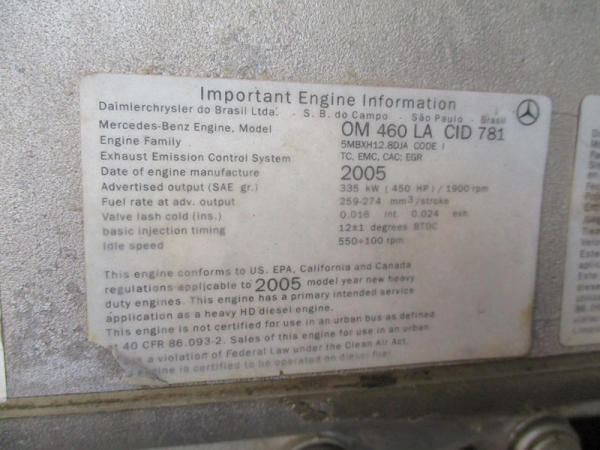 Important Engine Information
Daimlerchrysler do Brasil Ltda. - S. B. do Campo - São Paulo - Brasil
Mercedes-Benz Engine, Model OM 460 LA CID 781
Engine Family 5MBXH12.8DJA CODE I
Exhaust Emission Control System TC, EMC, CAC; EGR
Date of engine manufacture 2005
Advertised output (SAE gr.) 335 kW (450 HP) / 1900 rpm
Fuel rate at adv. output 259-274 mm³/stroke
Valve lash cold (ins.) 0.016 int. 0.024 exh.
basic injection timing 12±1 degrees BTDC
Idle speed 550+100 rpm
This engine conforms to US. EPA, California and Canada
regulations applicable to 2005 model year new heavy
duty engines. This engine has a primary intended service
application as a heavy HD diesel engine.
This engine is not certified for use in an urban bus as defined
at 40 CFR 86.093-2. Sales of this engine for use in an urban
is a violation of Federal Law under the Clean Air Act.
engine is certified to be operated on diesel fuel